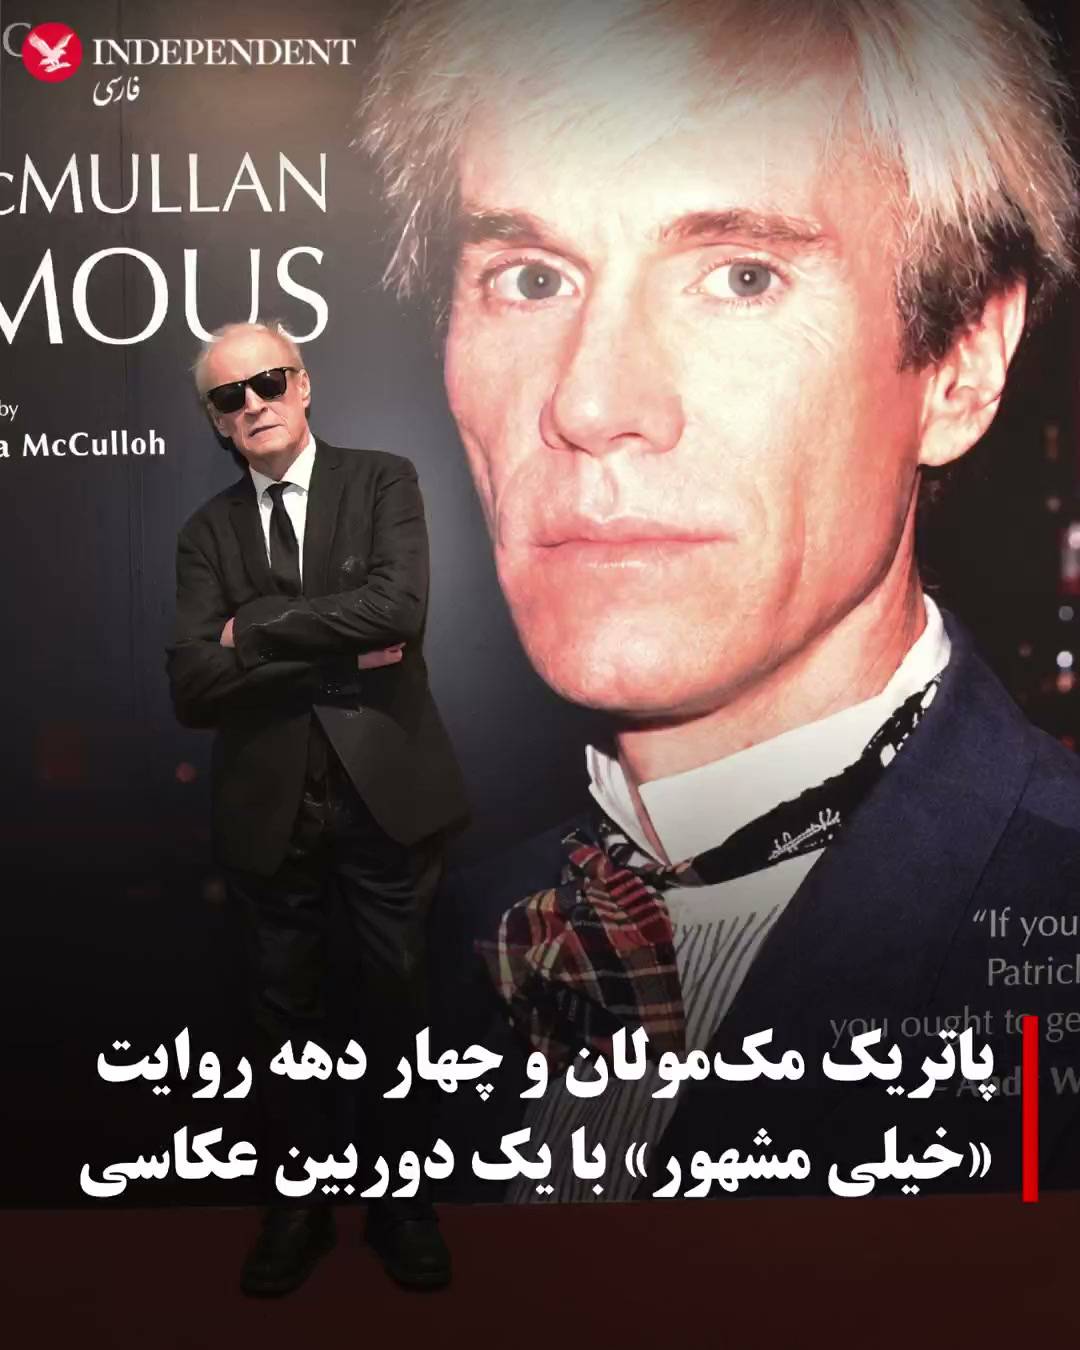 INDEPENDENT
فارسی
cMULLAN
MOUS
by
a McCulloh
“If you
Patrick
you ought to ge
– Andy W
پاتریک مک‌مولان و چهار دهه روایت
«خیلی مشهور» با یک دوربین عکاسی